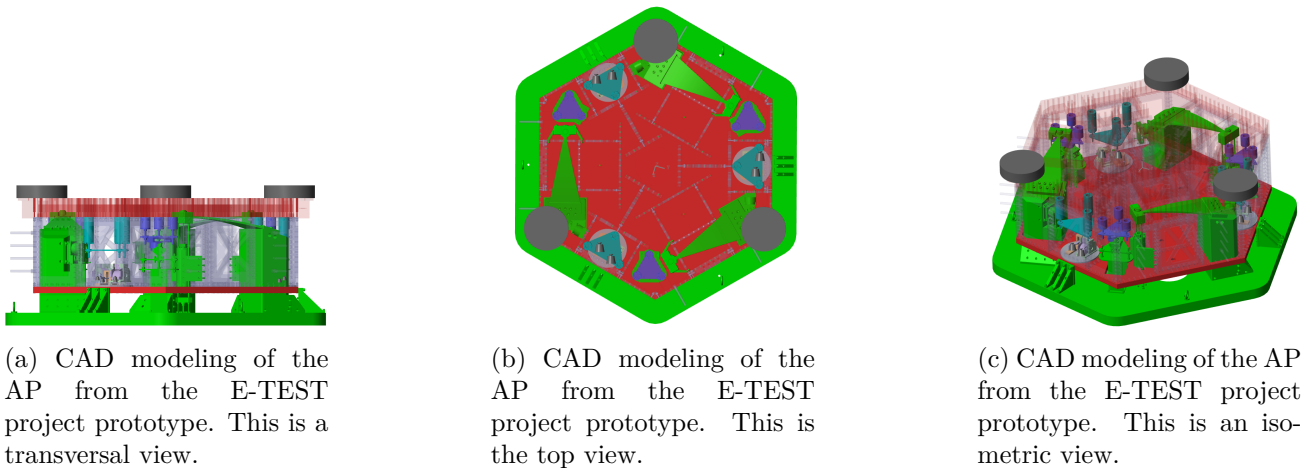 (a) CAD modeling of the
AP from the E-TEST
project prototype. This is a
transversal view.
(b) CAD modeling of the
AP from the E-TEST
project prototype. This is
the top view.
(c) CAD modeling of the AP
from the E-TEST project
prototype. This is an iso-
metric view.